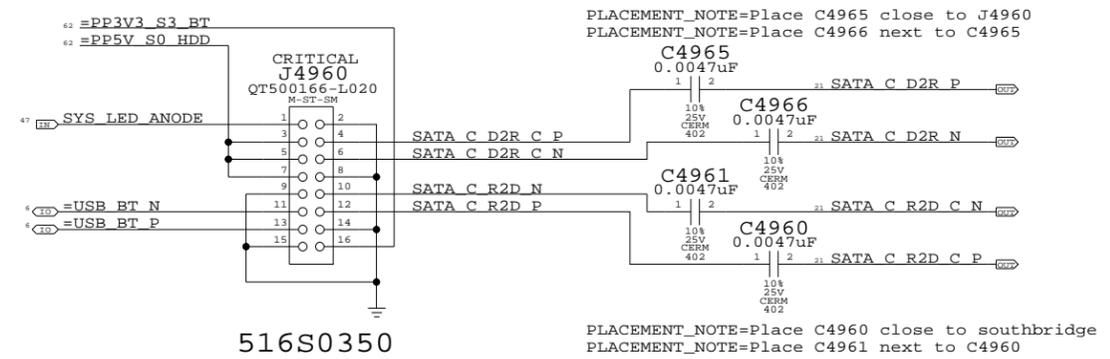 PLACEMENT_NOTE=Place C4965 close to J4960
PLACEMENT_NOTE=Place C4966 next to C4965
62 =PP3V3_S3_BT
62 =PP5V_S0_HDD
CRITICAL
J4960
QT500166-L020
M-ST-SM
47 IN SYS_LED_ANODE
1 2
3 4
5 6
7 8
9 10
11 12
13 14
15 16
6 IO =USB_BT_N
6 IO =USB_BT_P
516S0350
SATA_C_D2R_C_P
SATA_C_D2R_C_N
SATA_C_R2D_N
SATA_C_R2D_P
C4965
0.0047uF
1 2
10%
25V
CERM
402
21 SATA_C_D2R_P OUT
C4966
0.0047uF
1 2
10%
25V
CERM
402
21 SATA_C_D2R_N OUT
C4961
0.0047uF
1 2
10%
25V
CERM
402
21 SATA_C_R2D_C_N OUT
C4960
0.0047uF
1 2
10%
25V
CERM
402
21 SATA_C_R2D_C_P OUT
PLACEMENT_NOTE=Place C4960 close to southbridge
PLACEMENT_NOTE=Place C4961 next to C4960